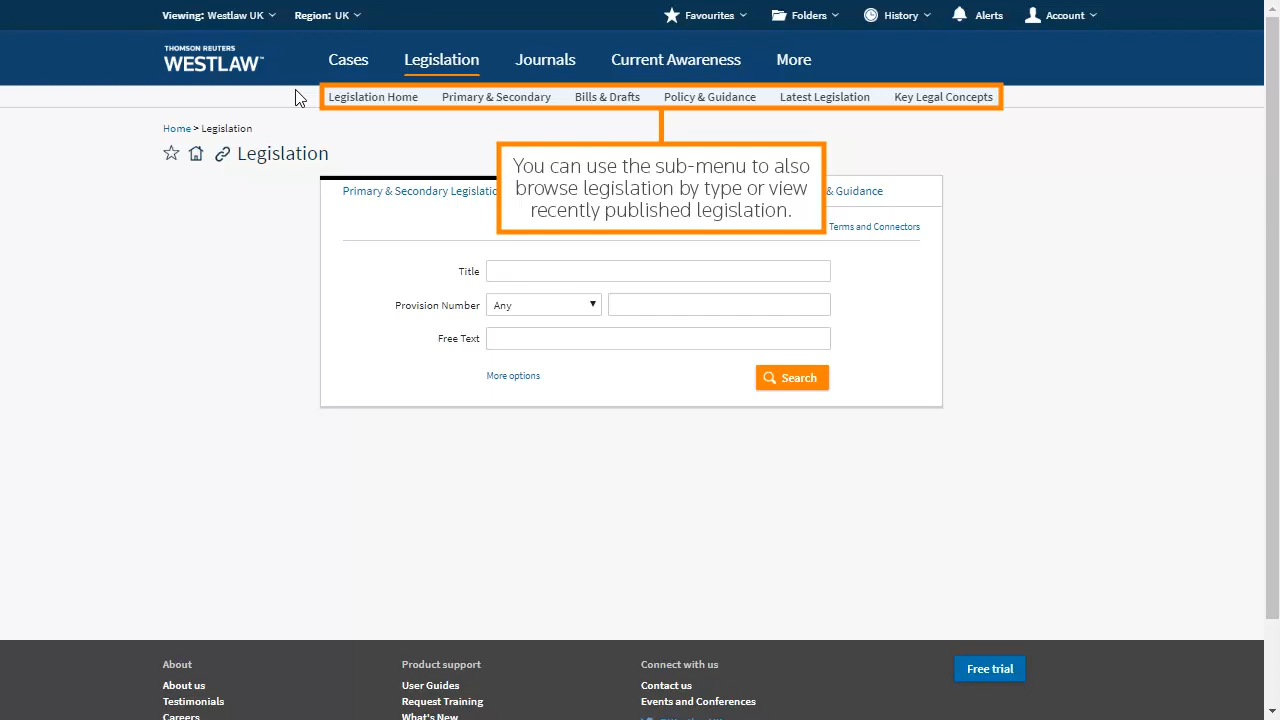 Viewing: Westlaw UK
Region: UK
Favourites
Folders
History
Alerts
Account
THOMSON REUTERS
WESTLAW™
Cases
Legislation
Journals
Current Awareness
More
Legislation Home
Primary & Secondary
Bills & Drafts
Policy & Guidance
Latest Legislation
Key Legal Concepts
Home > Legislation
Legislation
You can use the sub-menu to also
browse legislation by type or view
recently published legislation.
Primary & Secondary Legislatio
& Guidance
Terms and Connectors
Title
Provision Number
Any
Free Text
More options
Search
About
About us
Testimonials
Careers
Product support
User Guides
Request Training
What's New
Connect with us
Contact us
Events and Conferences
Free trial